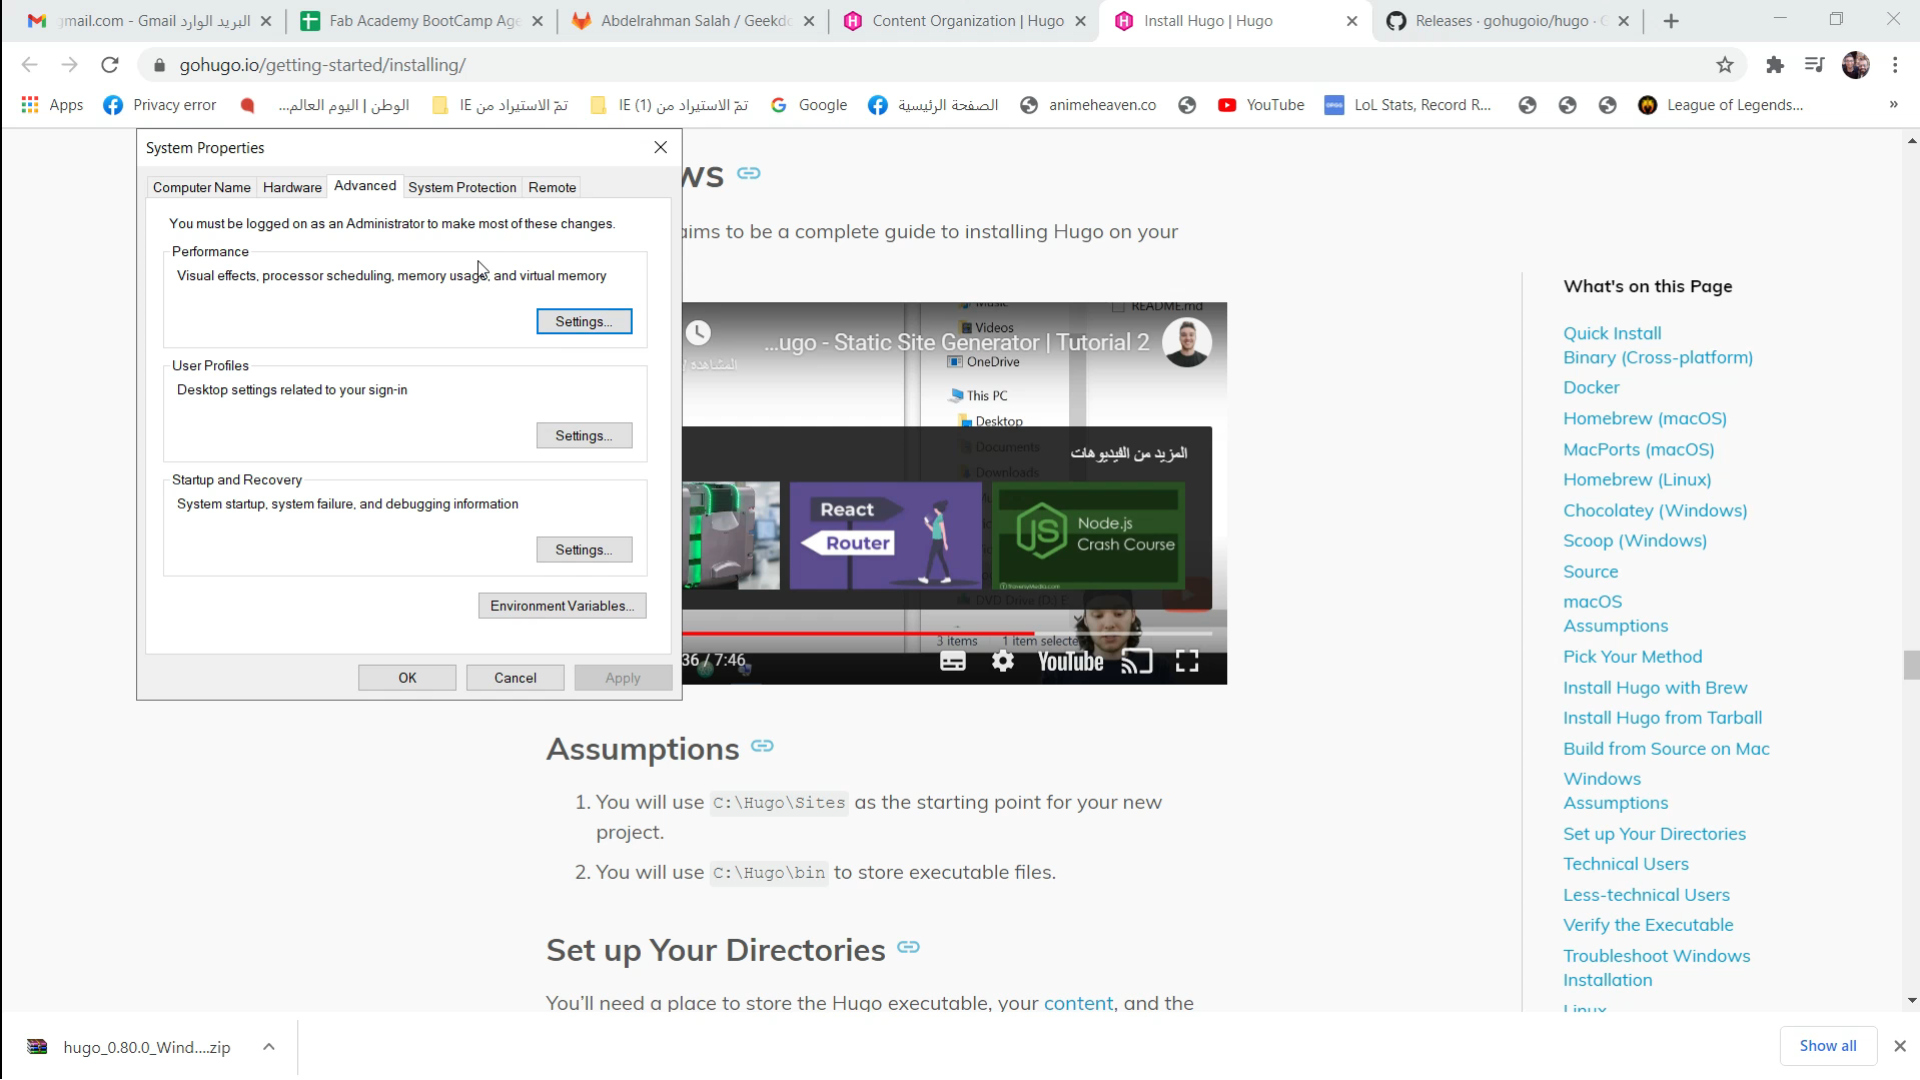 gmail.com - Gmail البريد الوارد
Fab Academy BootCamp Age
Abdelrahman Salah / Geekdo
Content Organization | Hugo
Install Hugo | Hugo
Releases · gohugoio/hugo · G
gohugo.io/getting-started/installing/
Apps
Privacy error
الوطن | اليوم العالم...
تمّ الاستيراد من IE
تمّ الاستيراد من IE (1)
Google
الصفحة الرئيسية
animeheaven.co
YouTube
LoL Stats, Record R...
League of Legends...
»
System Properties
Computer Name
Hardware
Advanced
System Protection
Remote
You must be logged on as an Administrator to make most of these changes.
Performance
Visual effects, processor scheduling, memory usage, and virtual memory
Settings...
User Profiles
Desktop settings related to your sign-in
Settings...
Startup and Recovery
System startup, system failure, and debugging information
Settings...
Environment Variables...
OK
Cancel
Apply
ws
aims to be a complete guide to installing Hugo on your
README.md
Videos
...ugo - Static Site Generator | Tutorial 2
OneDrive
This PC
Desktop
Documents
المزيد من الفيديوهات
Downloads
React
Router
Node.js
Crash Course
DVD Drive (D:) E
3 items
1 item selecte
36 / 7:46
YouTube
Assumptions
1. You will use C:\Hugo\Sites as the starting point for your new
project.
2. You will use C:\Hugo\bin to store executable files.
Set up Your Directories
You'll need a place to store the Hugo executable, your content, and the
What's on this Page
Quick Install
Binary (Cross-platform)
Docker
Homebrew (macOS)
MacPorts (macOS)
Homebrew (Linux)
Chocolatey (Windows)
Scoop (Windows)
Source
macOS
Assumptions
Pick Your Method
Install Hugo with Brew
Install Hugo from Tarball
Build from Source on Mac
Windows
Assumptions
Set up Your Directories
Technical Users
Less-technical Users
Verify the Executable
Troubleshoot Windows
Installation
Linux
hugo_0.80.0_Wind....zip
Show all